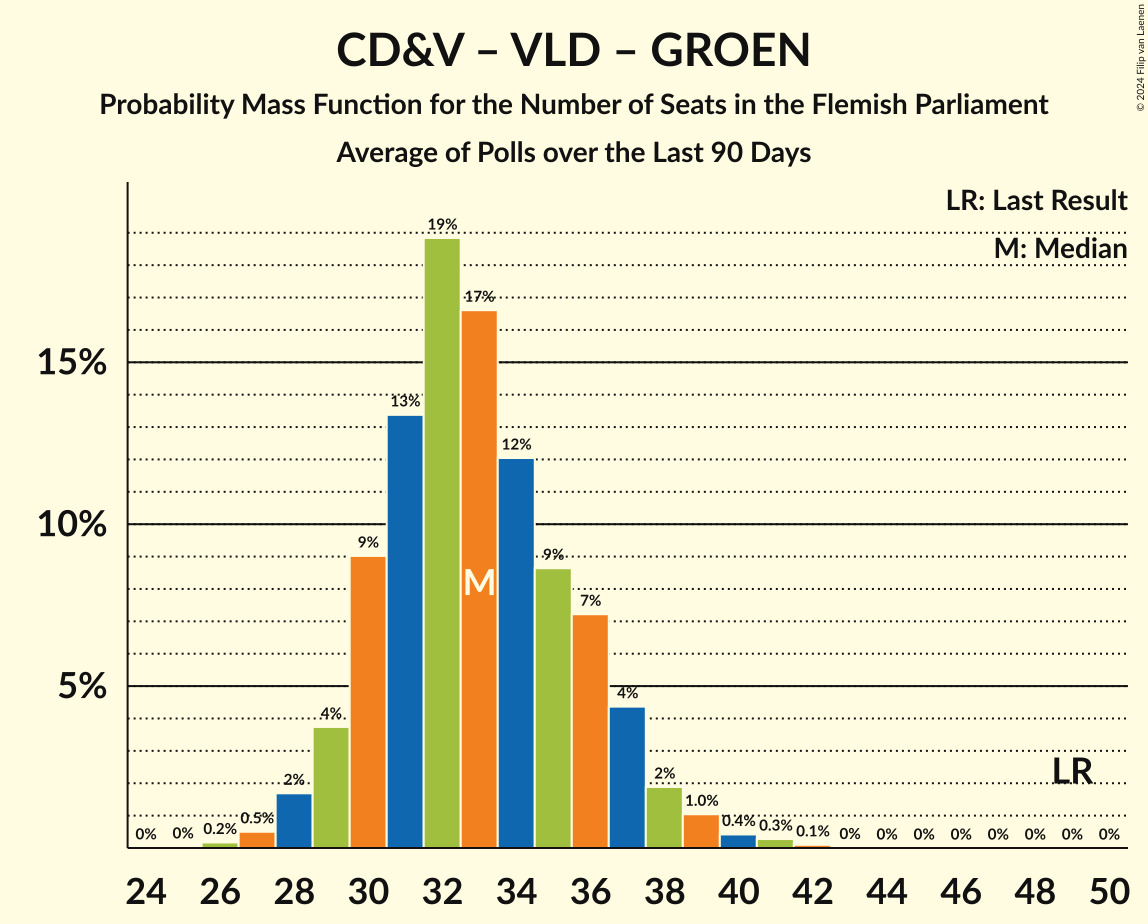 CD&V – VLD – GROEN
Probability Mass Function for the Number of Seats in the Flemish Parliament
Average of Polls over the Last 90 Days
© 2024 Filip van Laenen
LR: Last Result
M: Median
15%
10%
5%
0% 0% 0.2% 0.5% 2% 4% 9% 13% 19% 17% 12% 9% 7% 4% 2% 1.0% 0.4% 0.3% 0.1% 0% 0% 0% 0% 0% 0% 0% 0%
M
LR
24 26 28 30 32 34 36 38 40 42 44 46 48 50